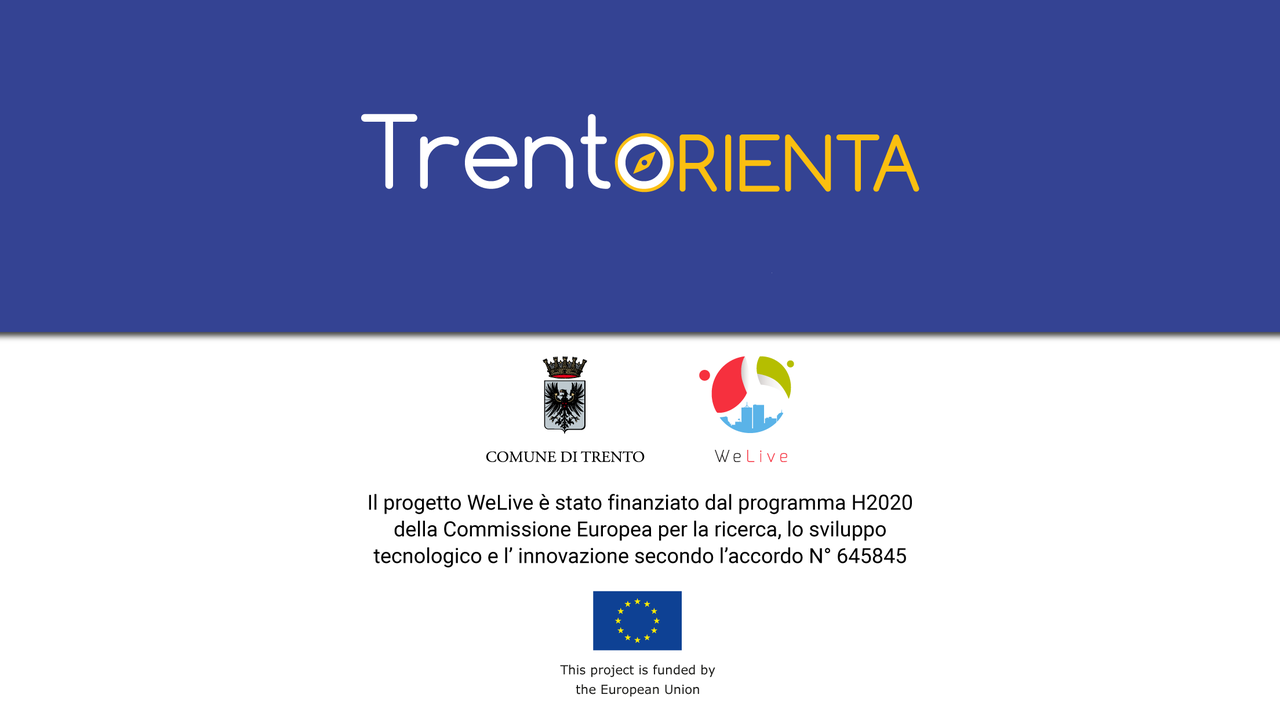 TrentoRIENTA
COMUNE DI TRENTO
WeLive
Il progetto WeLive è stato finanziato dal programma H2020
della Commissione Europea per la ricerca, lo sviluppo
tecnologico e l’ innovazione secondo l’accordo N° 645845
This project is funded by
the European Union